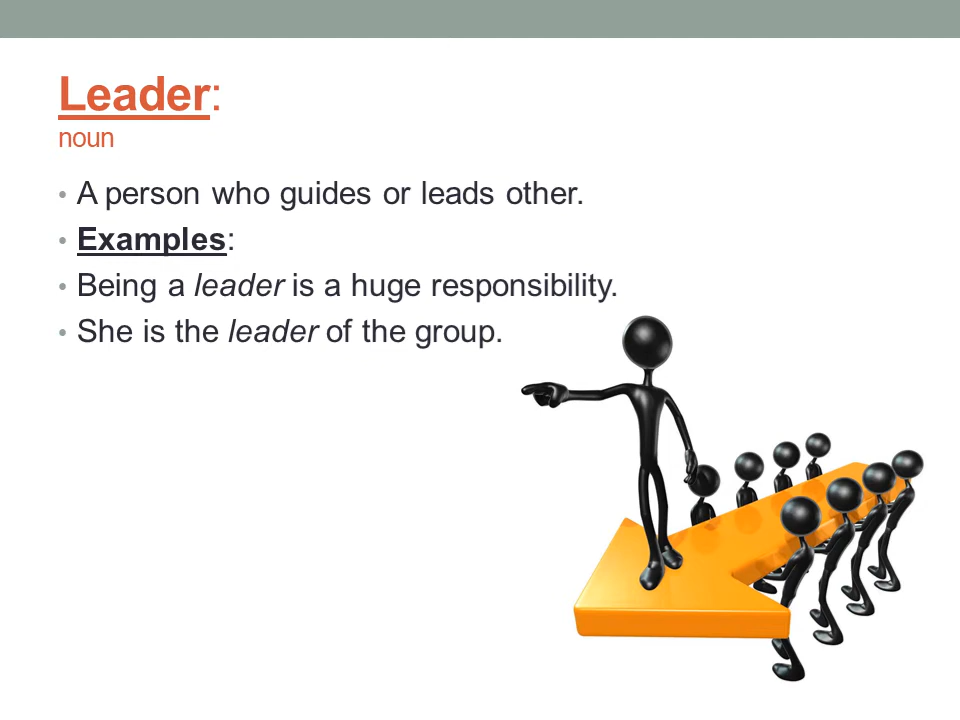 Leader:
noun
• A person who guides or leads other.
• Examples:
• Being a leader is a huge responsibility.
• She is the leader of the group.